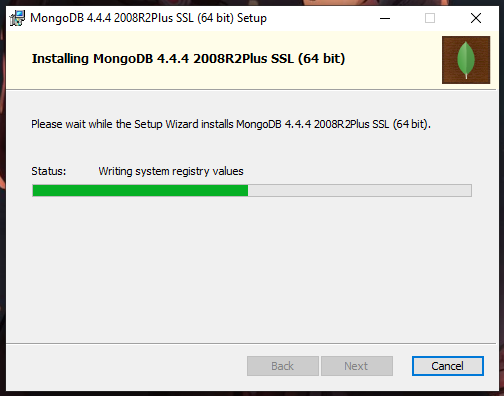 MongoDB 4.4.4 2008R2Plus SSL (64 bit) Setup
Installing MongoDB 4.4.4 2008R2Plus SSL (64 bit)
Please wait while the Setup Wizard installs MongoDB 4.4.4 2008R2Plus SSL (64 bit).
Status: Writing system registry values
Back Next Cancel